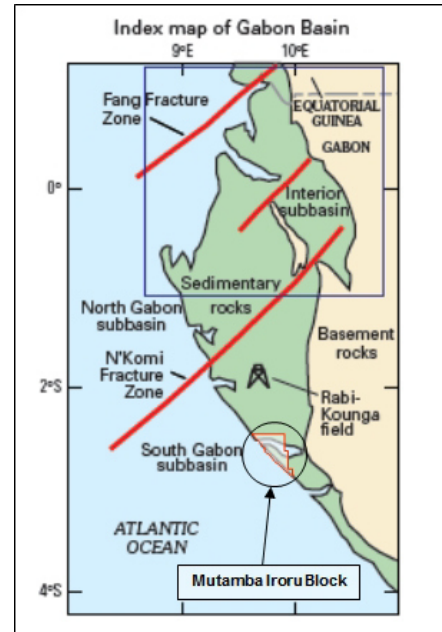 Index map of Gabon Basin
9°E
10°E
Fang Fracture
Zone
EQUATORIAL
GUINEA
GABON
0°
Interior
subbasin
Sedimentary
rocks
North Gabon
subbasin
Basement
rocks
N'Komi
Fracture
Zone
2°S
Rabi-
Kounga
field
South Gabon
subbasin
ATLANTIC
OCEAN
Mutamba Iroru Block
4°S